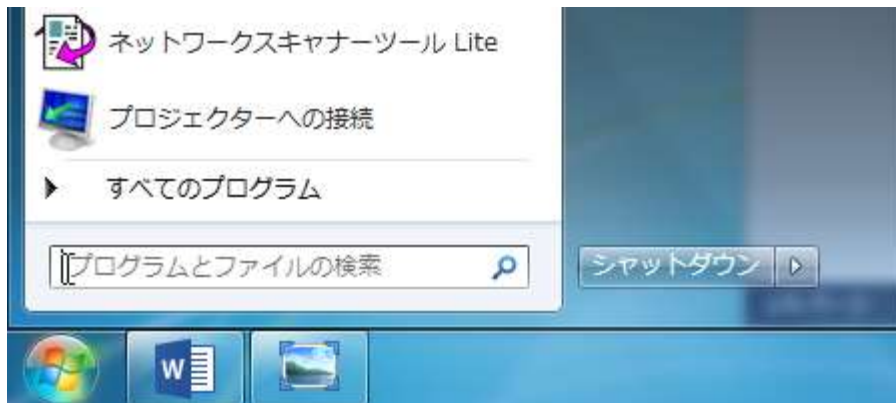 ネットワークスキャナーツール Lite
プロジェクターへの接続
すべてのプログラム
プログラムとファイルの検索
シャットダウン
W